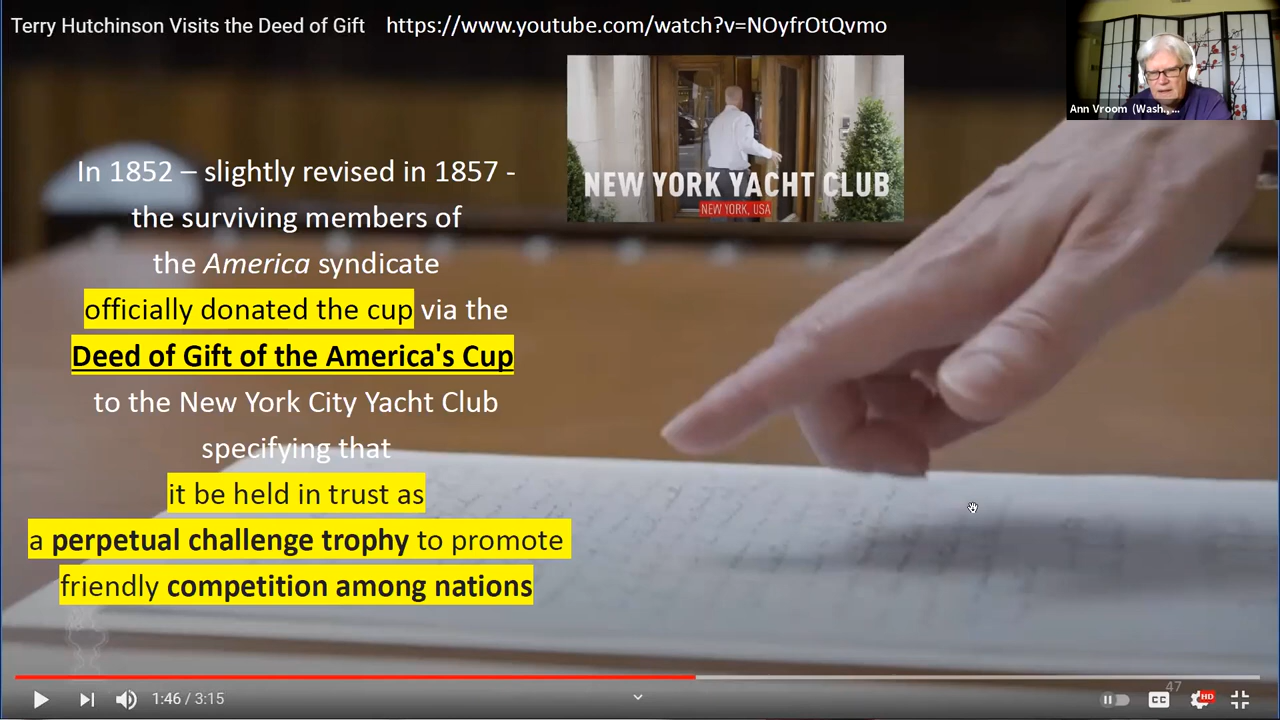 Terry Hutchinson Visits the Deed of Gift https://www.youtube.com/watch?v=NOyfrOtQvmo
Ann Vroom (Wash., ...
NEW YORK YACHT CLUB
NEW YORK, USA
In 1852 – slightly revised in 1857 -
the surviving members of
the America syndicate
officially donated the cup via the
Deed of Gift of the America's Cup
to the New York City Yacht Club
specifying that
it be held in trust as
a perpetual challenge trophy to promote
friendly competition among nations
47
1:46 / 3:15
CC
HD